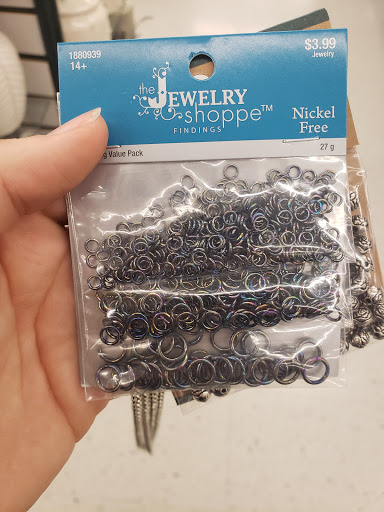 1880939
14+
$3.99
Jewelry
the JEWELRY
shoppe™
FINDINGS
Nickel
Free
Value Pack
27 g